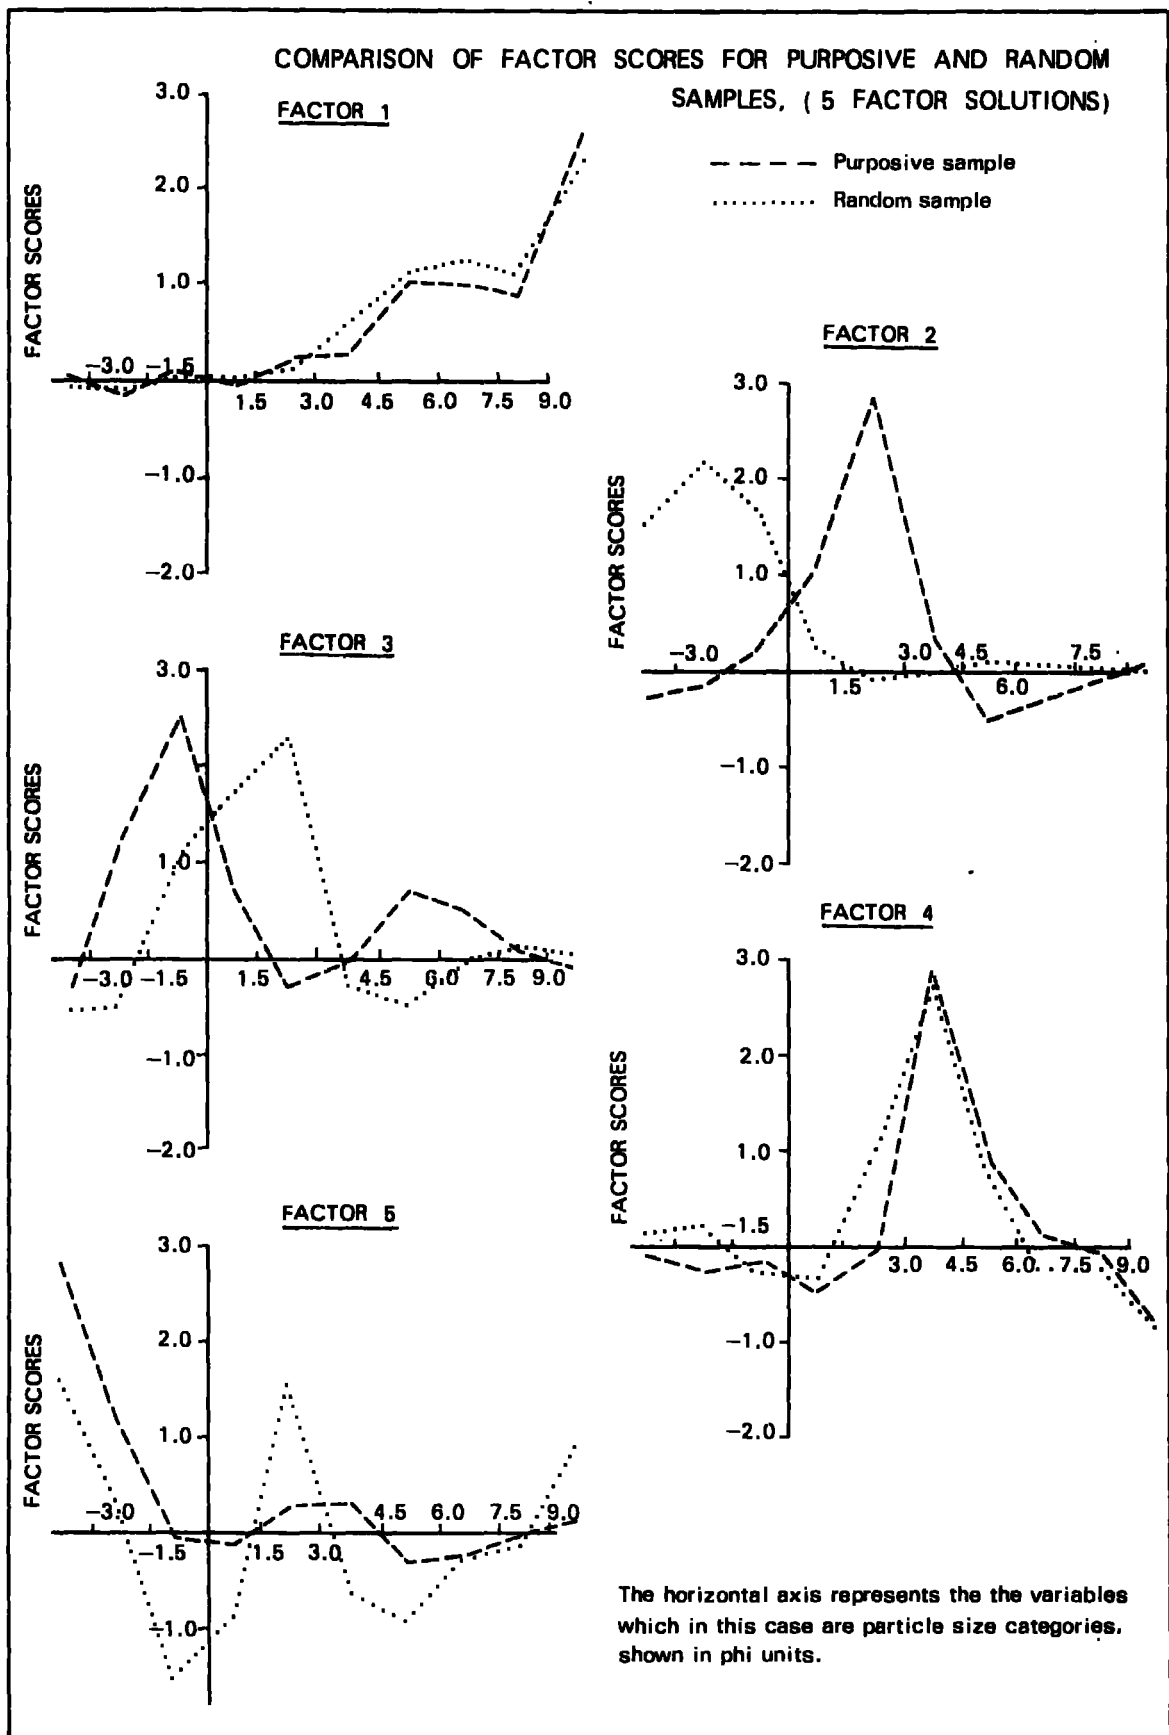 COMPARISON OF FACTOR SCORES FOR PURPOSIVE AND RANDOM
SAMPLES, ( 5 FACTOR SOLUTIONS)
— — — — Purposive sample
.......... Random sample
FACTOR 1
FACTOR SCORES
3.0
2.0
1.0
−1.0
−2.0
−3.0 −1.5
1.5 3.0 4.5 6.0 7.5 9.0
FACTOR 2
FACTOR SCORES
3.0
2.0
1.0
−1.0
−2.0
−3.0 3.0 4.5 7.5
1.5 6.0
FACTOR 3
FACTOR SCORES
3.0
1.0
−1.0
−2.0
−3.0 −1.5 1.5 4.5 6.0 7.5 9.0
FACTOR 4
FACTOR SCORES
3.0
2.0
1.0
−1.0
−2.0
−1.5
3.0 4.5 6.0 7.5 9.0
FACTOR 5
FACTOR SCORES
3.0
2.0
1.0
−1.0
−3.0 4.5 6.0 7.5 9.0
−1.5 1.5 3.0
The horizontal axis represents the the variables
which in this case are particle size categories,
shown in phi units.